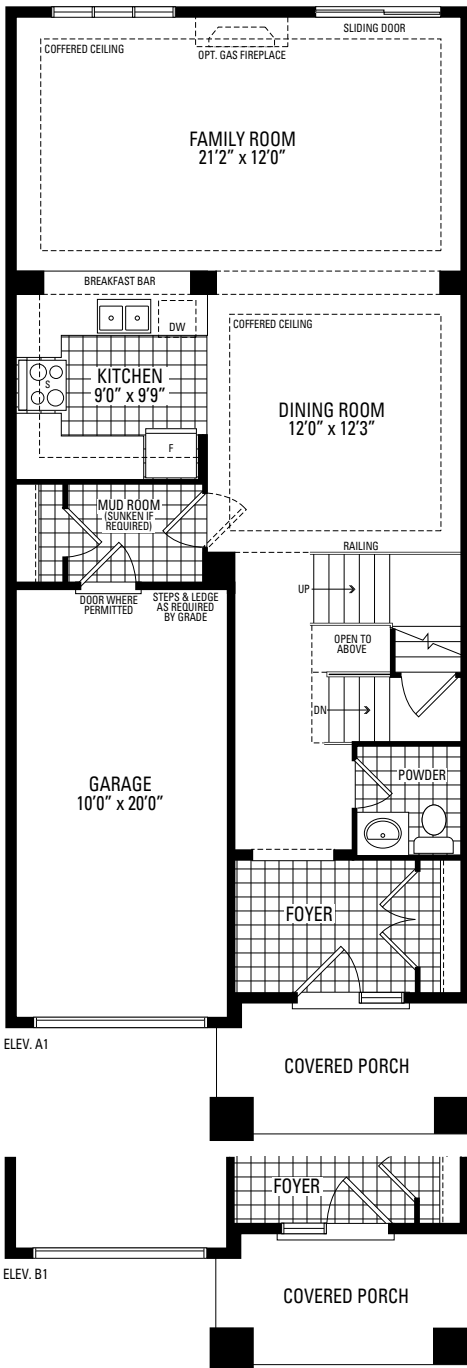 SLIDING DOOR
COFFERED CEILING
OPT. GAS FIREPLACE
FAMILY ROOM
21'2" x 12'0"
BREAKFAST BAR
DW
COFFERED CEILING
KITCHEN
9'0" x 9'9"
S
DINING ROOM
12'0" x 12'3"
F
MUD ROOM
(SUNKEN IF
REQUIRED)
RAILING
UP
DOOR WHERE
PERMITTED
STEPS & LEDGE
AS REQUIRED
BY GRADE
OPEN TO
ABOVE
DN
GARAGE
10'0" x 20'0"
POWDER
FOYER
ELEV. A1
COVERED PORCH
FOYER
ELEV. B1
COVERED PORCH